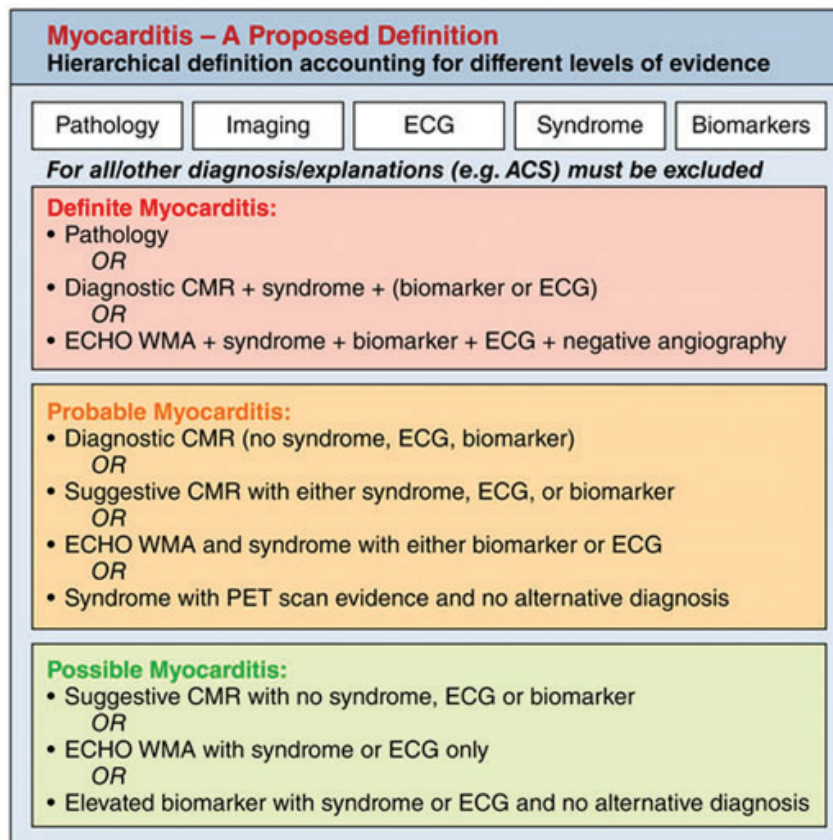 Myocarditis – A Proposed Definition
Hierarchical definition accounting for different levels of evidence
Pathology Imaging ECG Syndrome Biomarkers
For all/other diagnosis/explanations (e.g. ACS) must be excluded
Definite Myocarditis:
• Pathology
OR
• Diagnostic CMR + syndrome + (biomarker or ECG)
OR
• ECHO WMA + syndrome + biomarker + ECG + negative angiography
Probable Myocarditis:
• Diagnostic CMR (no syndrome, ECG, biomarker)
OR
• Suggestive CMR with either syndrome, ECG, or biomarker
OR
• ECHO WMA and syndrome with either biomarker or ECG
OR
• Syndrome with PET scan evidence and no alternative diagnosis
Possible Myocarditis:
• Suggestive CMR with no syndrome, ECG or biomarker
OR
• ECHO WMA with syndrome or ECG only
OR
• Elevated biomarker with syndrome or ECG and no alternative diagnosis